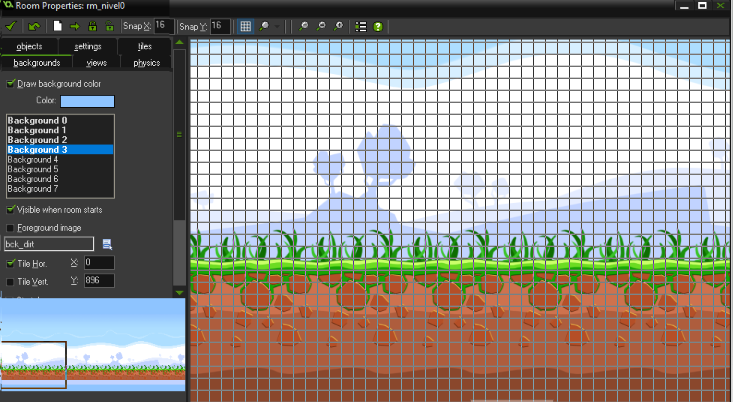 Room Properties: rm_nivel0
Snap X: 16 Snap Y: 16
objects settings tiles
backgrounds views physics
Draw background color
Color:
Background 0
Background 1
Background 2
Background 3
Background 4
Background 5
Background 6
Background 7
Visible when room starts
Foreground image
bck_dirt
Tile Hor. X: 0
Tile Vert. Y: 896